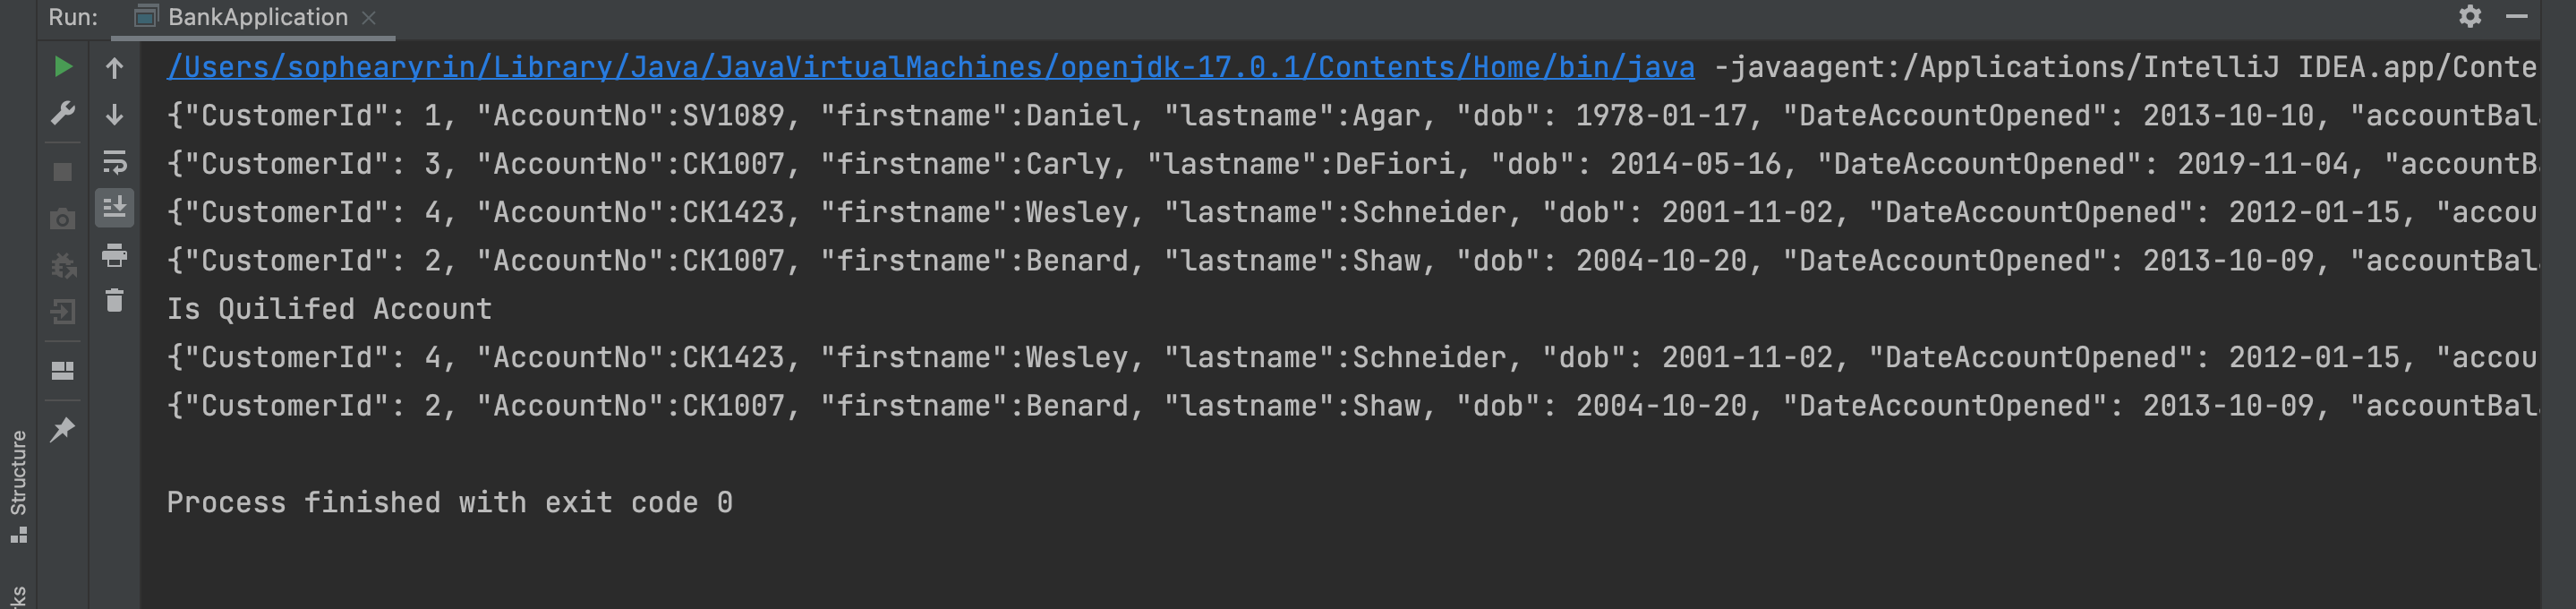 Run: BankApplication
/Users/sophearyrin/Library/Java/JavaVirtualMachines/openjdk-17.0.1/Contents/Home/bin/java -javaagent:/Applications/IntelliJ IDEA.app/Conte
{"CustomerId": 1, "AccountNo":SV1089, "firstname":Daniel, "lastname":Agar, "dob": 1978-01-17, "DateAccountOpened": 2013-10-10, "accountBal
{"CustomerId": 3, "AccountNo":CK1007, "firstname":Carly, "lastname":DeFiori, "dob": 2014-05-16, "DateAccountOpened": 2019-11-04, "accountB
{"CustomerId": 4, "AccountNo":CK1423, "firstname":Wesley, "lastname":Schneider, "dob": 2001-11-02, "DateAccountOpened": 2012-01-15, "accou
{"CustomerId": 2, "AccountNo":CK1007, "firstname":Benard, "lastname":Shaw, "dob": 2004-10-20, "DateAccountOpened": 2013-10-09, "accountBal
Is Quilifed Account
{"CustomerId": 4, "AccountNo":CK1423, "firstname":Wesley, "lastname":Schneider, "dob": 2001-11-02, "DateAccountOpened": 2012-01-15, "accou
{"CustomerId": 2, "AccountNo":CK1007, "firstname":Benard, "lastname":Shaw, "dob": 2004-10-20, "DateAccountOpened": 2013-10-09, "accountBal
Process finished with exit code 0
Structure
rks